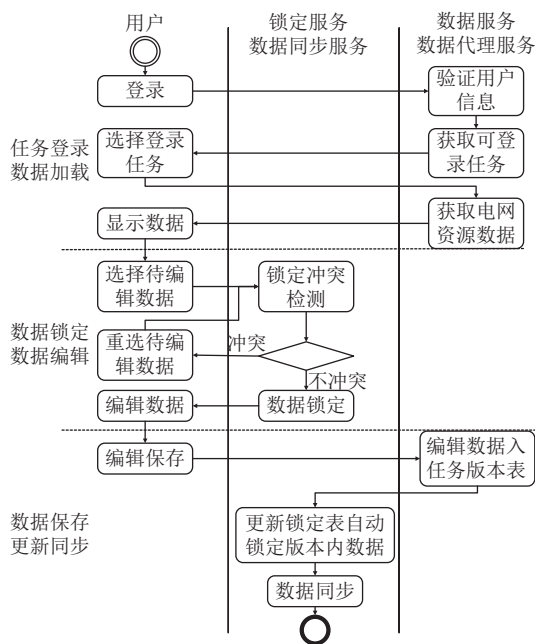 用户
锁定服务
数据同步服务
数据服务
数据代理服务
登录
验证用户
信息
任务登录
数据加载
选择登录
任务
获取可登
录任务
显示数据
获取电网
资源数据
选择待编
辑数据
锁定冲突
检测
数据锁定
数据编辑
重选待编
辑数据
冲突
不冲突
编辑数据
数据锁定
编辑保存
编辑数据入
任务版本表
数据保存
更新同步
更新锁定表自动
锁定版本内数据
数据同步